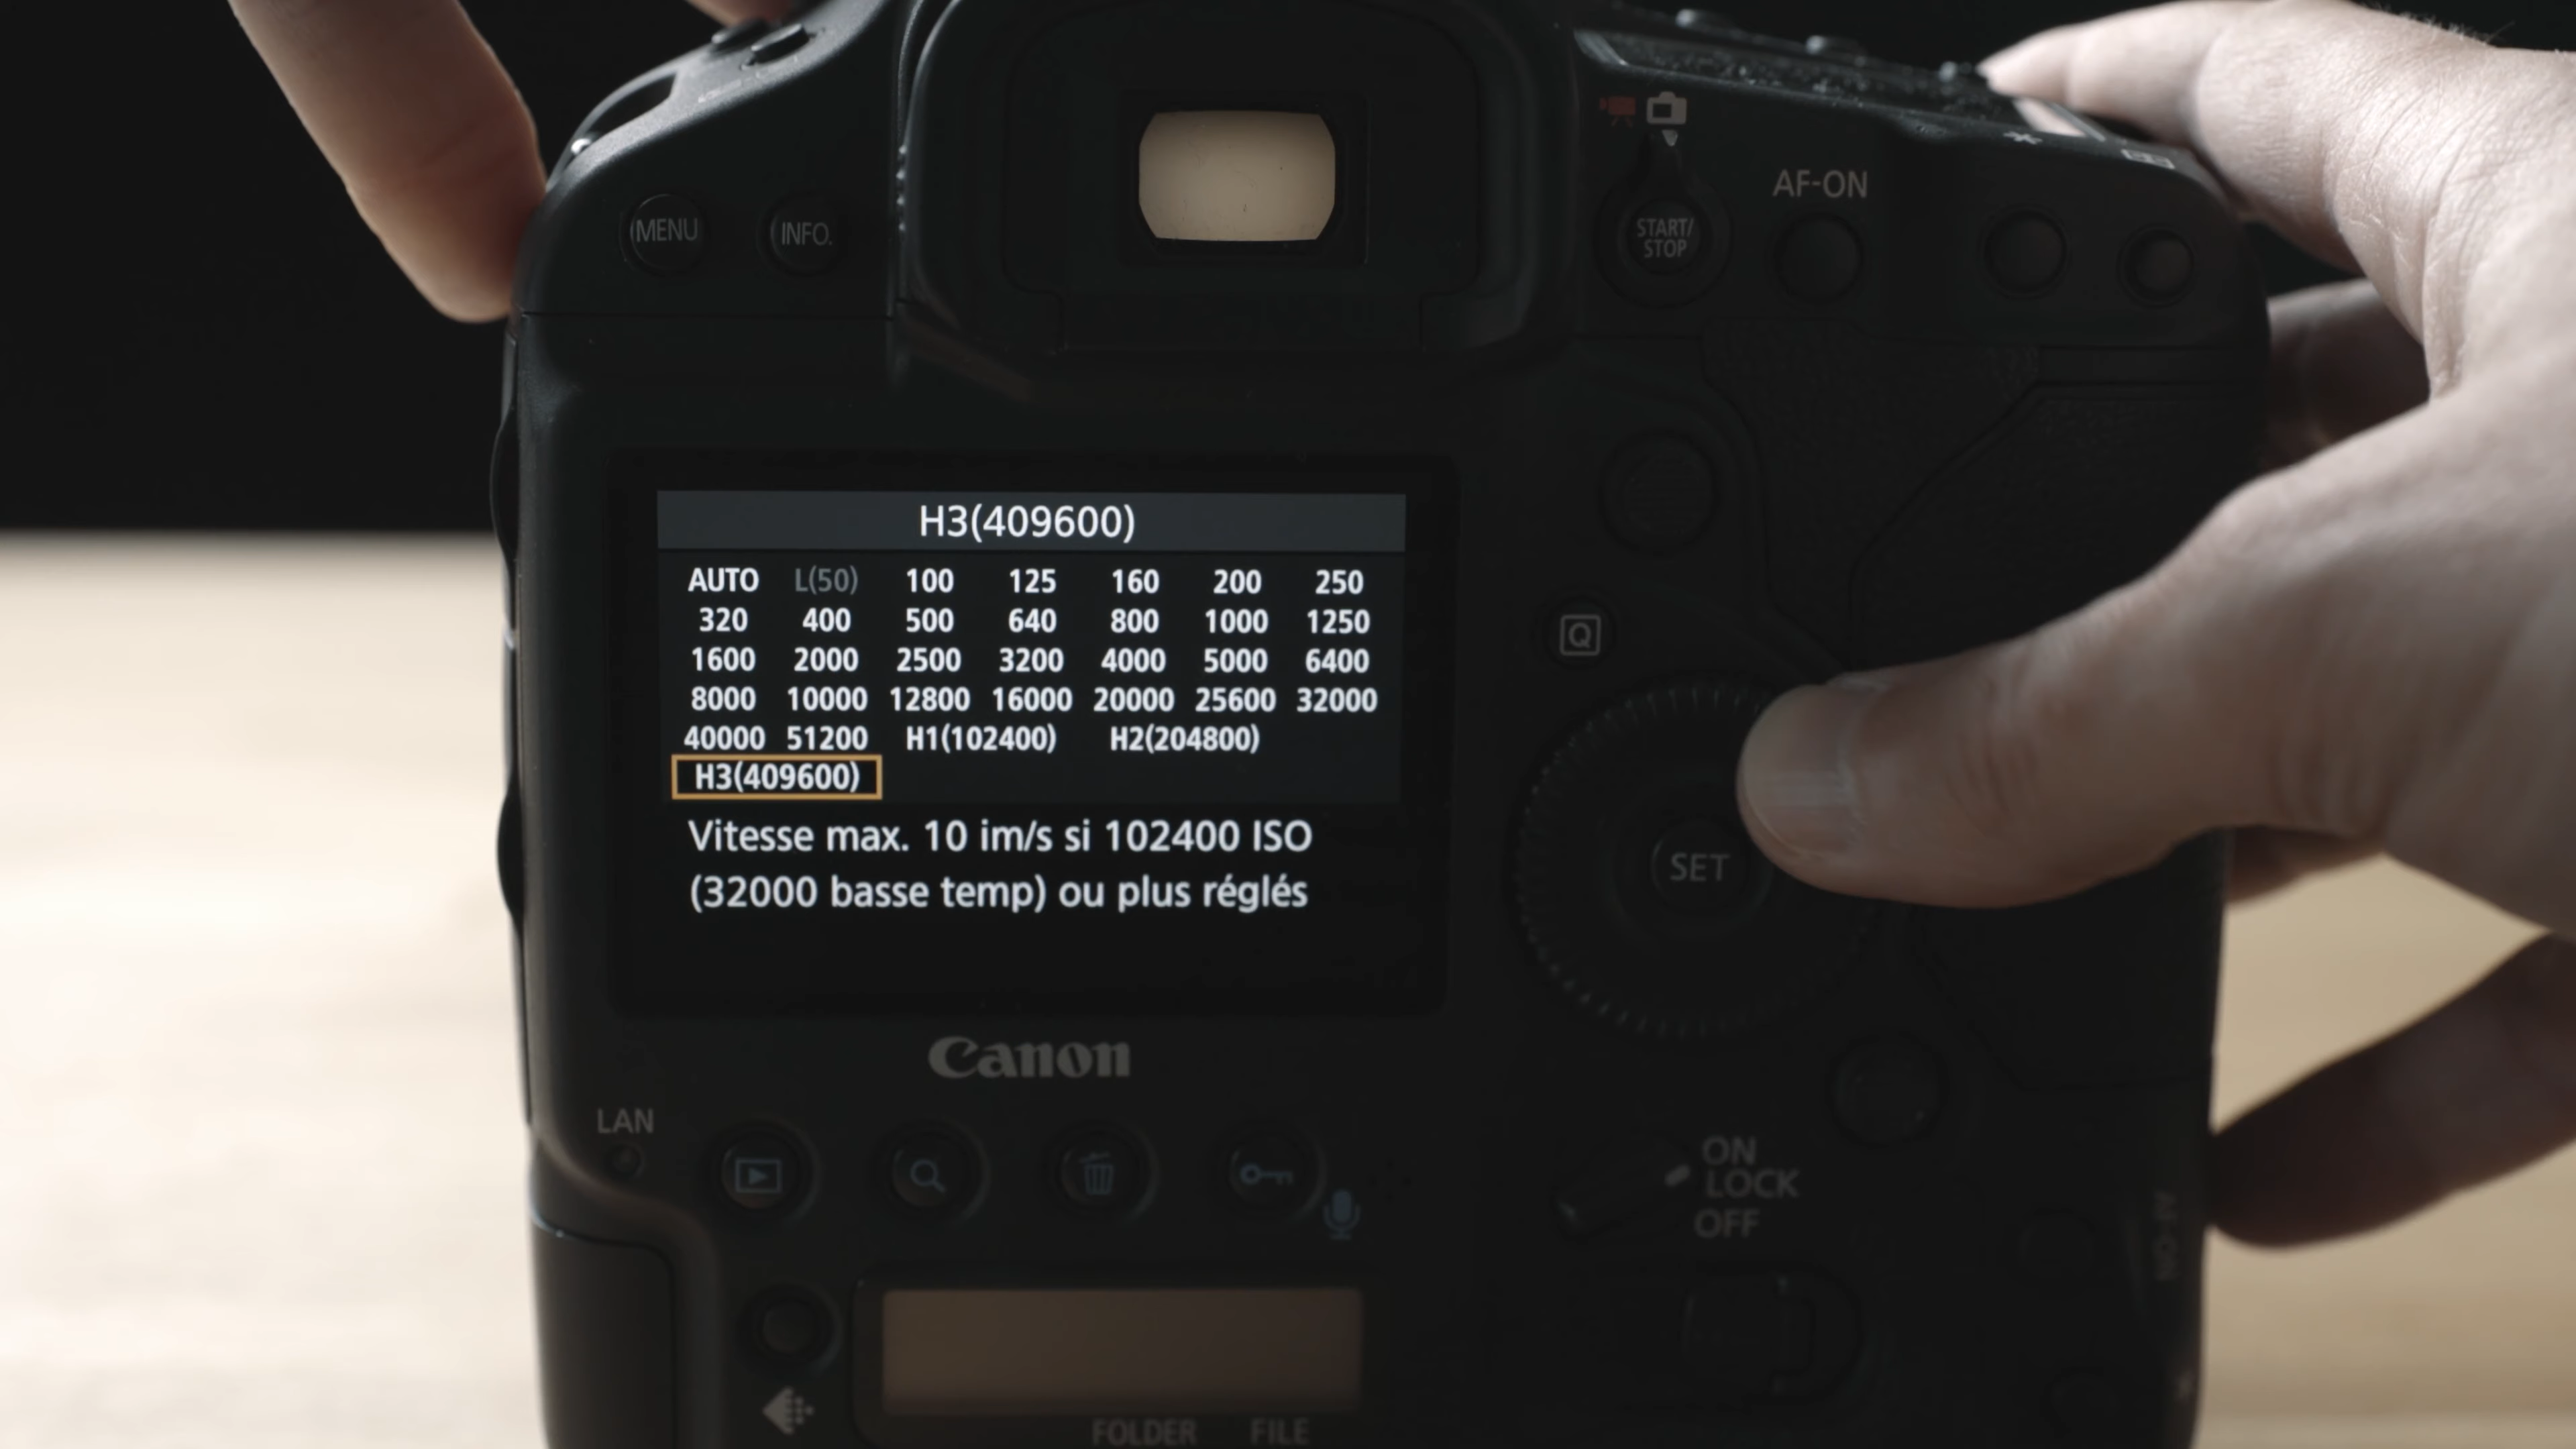 MENU INFO. START/ STOP AF-ON
H3(409600)
AUTO L(50) 100 125 160 200 250
320 400 500 640 800 1000 1250
1600 2000 2500 3200 4000 5000 6400
8000 10000 12800 16000 20000 25600 32000
40000 51200 H1(102400) H2(204800)
H3(409600)
Vitesse max. 10 im/s si 102400 ISO
(32000 basse temp) ou plus réglés
Q
SET
Canon
LAN
ON
LOCK
OFF
AF-ON
FOLDER FILE